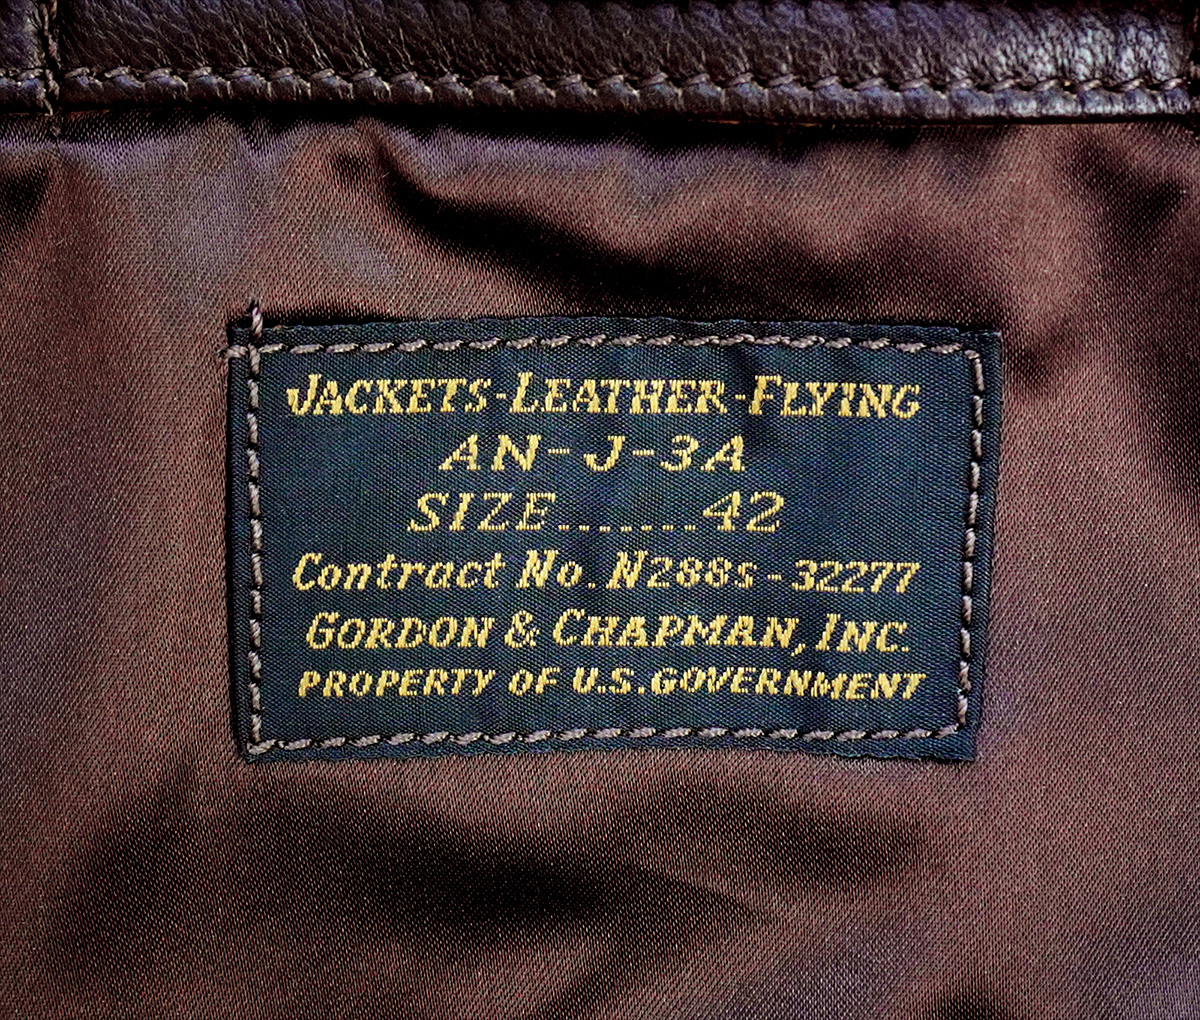 JACKETS-LEATHER-FLYING
AN-J-3A
SIZE.......42
Contract No. N288s-32277
GORDON & CHAPMAN, INC.
PROPERTY OF U.S.GOVERNMENT